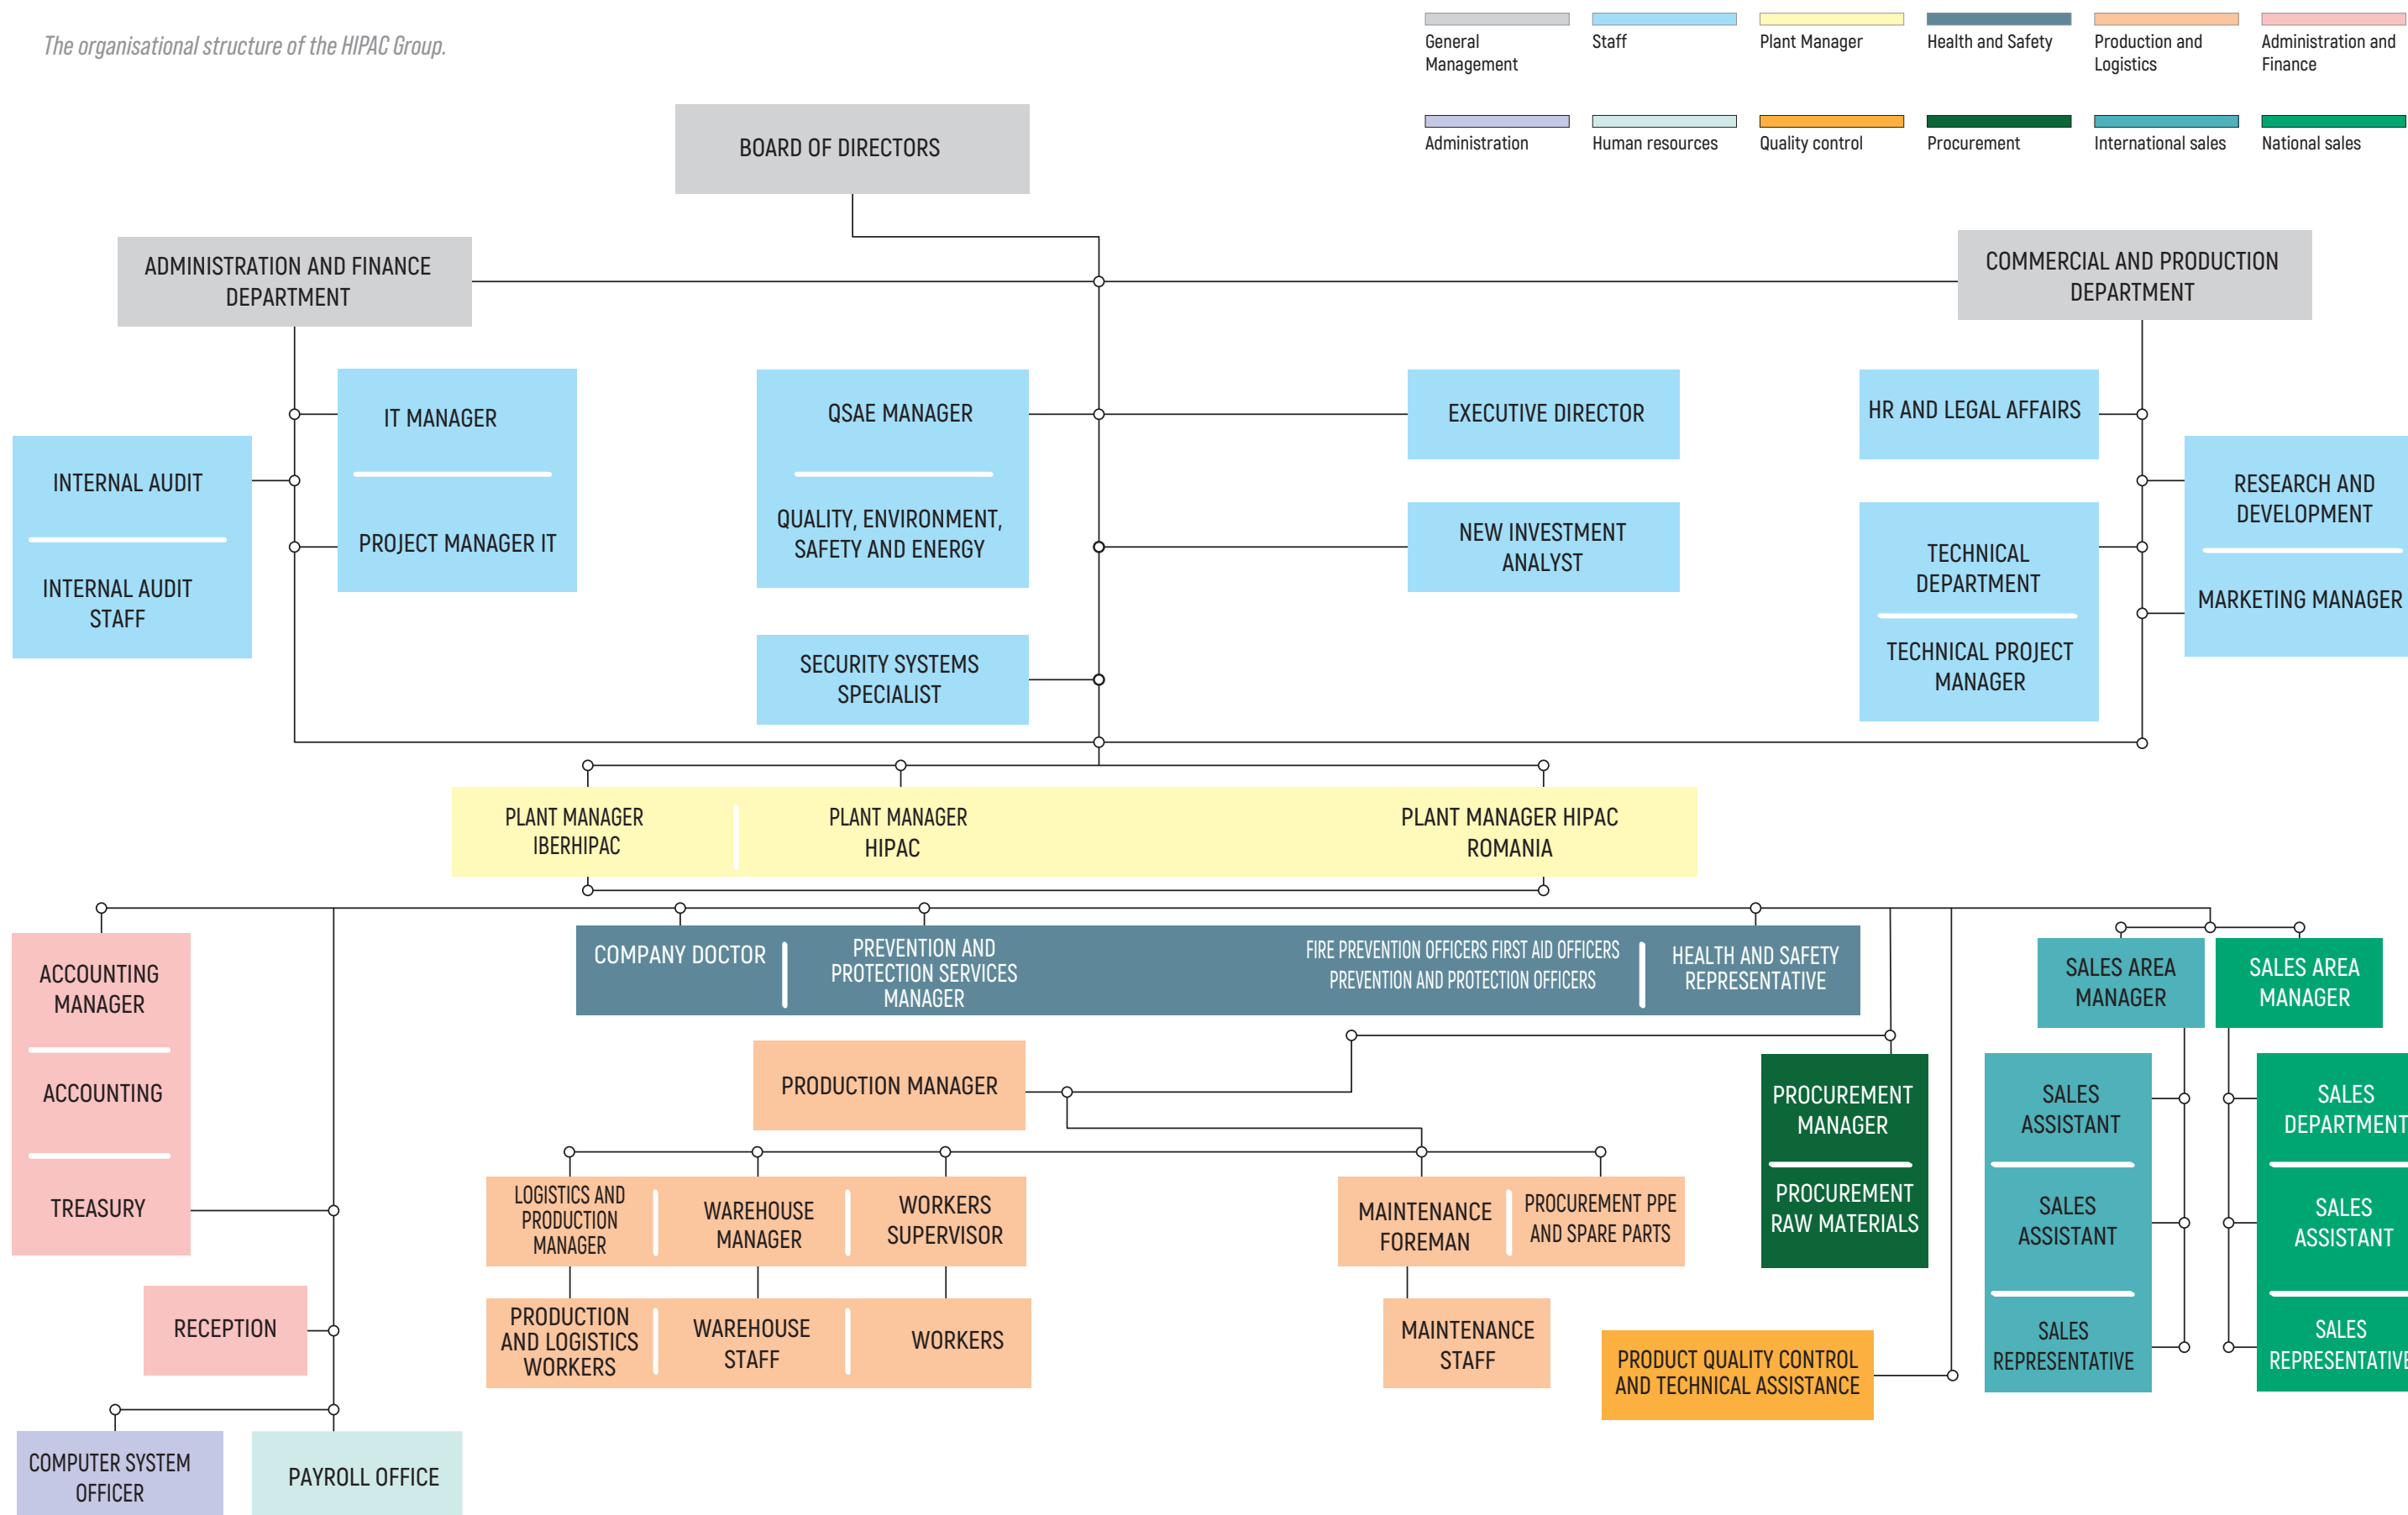 The organisational structure of the HIPAC Group.
General
Management
Staff
Plant Manager
Health and Safety
Production and
Logistics
Administration and
Finance
Administration
Human resources
Quality control
Procurement
International sales
National sales
BOARD OF DIRECTORS
ADMINISTRATION AND FINANCE
DEPARTMENT
COMMERCIAL AND PRODUCTION
DEPARTMENT
INTERNAL AUDIT
INTERNAL AUDIT
STAFF
IT MANAGER
PROJECT MANAGER IT
QSAE MANAGER
QUALITY, ENVIRONMENT,
SAFETY AND ENERGY
SECURITY SYSTEMS
SPECIALIST
EXECUTIVE DIRECTOR
NEW INVESTMENT
ANALYST
HR AND LEGAL AFFAIRS
TECHNICAL
DEPARTMENT
TECHNICAL PROJECT
MANAGER
RESEARCH AND
DEVELOPMENT
MARKETING MANAGER
PLANT MANAGER
IBERHIPAC
PLANT MANAGER
HIPAC
PLANT MANAGER HIPAC
ROMANIA
ACCOUNTING
MANAGER
ACCOUNTING
TREASURY
RECEPTION
COMPUTER SYSTEM
OFFICER
PAYROLL OFFICE
COMPANY DOCTOR
PREVENTION AND
PROTECTION SERVICES
MANAGER
FIRE PREVENTION OFFICERS FIRST AID OFFICERS
PREVENTION AND PROTECTION OFFICERS
HEALTH AND SAFETY
REPRESENTATIVE
PRODUCTION MANAGER
LOGISTICS AND
PRODUCTION
MANAGER
WAREHOUSE
MANAGER
WORKERS
SUPERVISOR
PRODUCTION
AND LOGISTICS
WORKERS
WAREHOUSE
STAFF
WORKERS
MAINTENANCE
FOREMAN
PROCUREMENT PPE
AND SPARE PARTS
MAINTENANCE
STAFF
PROCUREMENT
MANAGER
PROCUREMENT
RAW MATERIALS
PRODUCT QUALITY CONTROL
AND TECHNICAL ASSISTANCE
SALES AREA
MANAGER
SALES
ASSISTANT
SALES
ASSISTANT
SALES
REPRESENTATIVE
SALES AREA
MANAGER
SALES
DEPARTMENT
SALES
ASSISTANT
SALES
REPRESENTATIVE